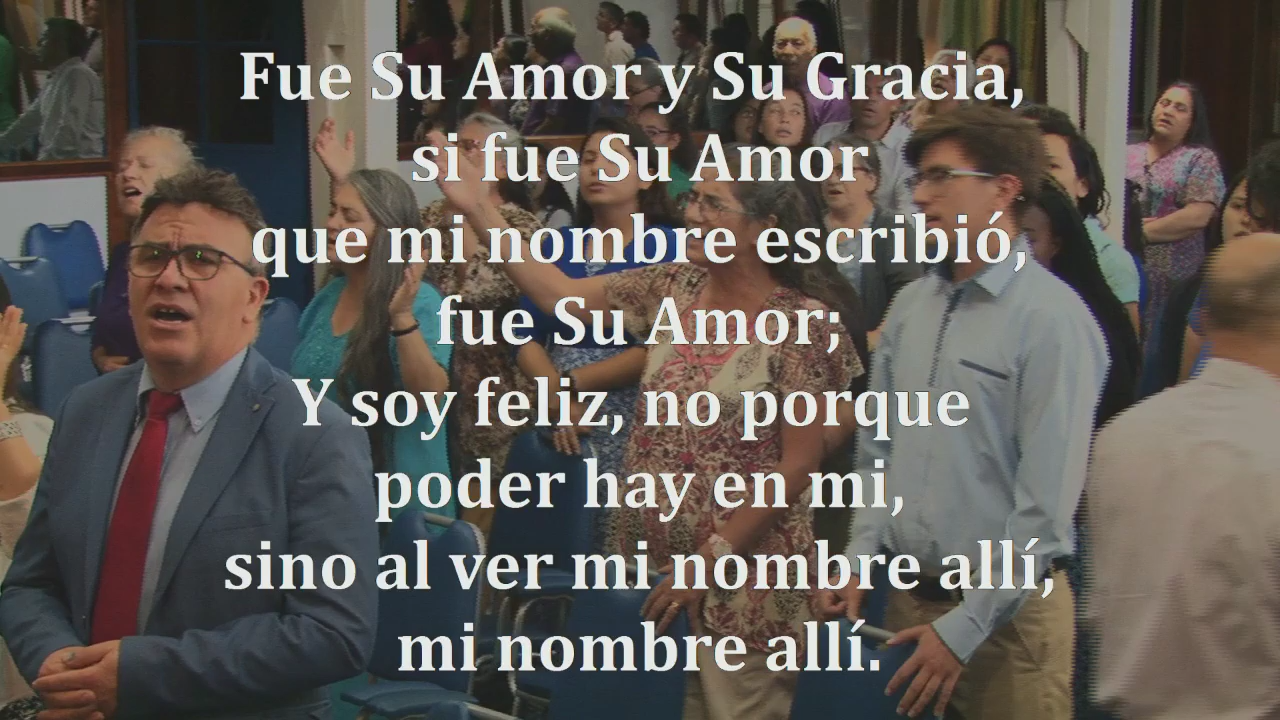 Fue Su Amor y Su Gracia,
si fue Su Amor
que mi nombre escribió,
fue Su Amor;
Y soy feliz, no porque
poder hay en mi,
sino al ver mi nombre allí,
mi nombre allí.